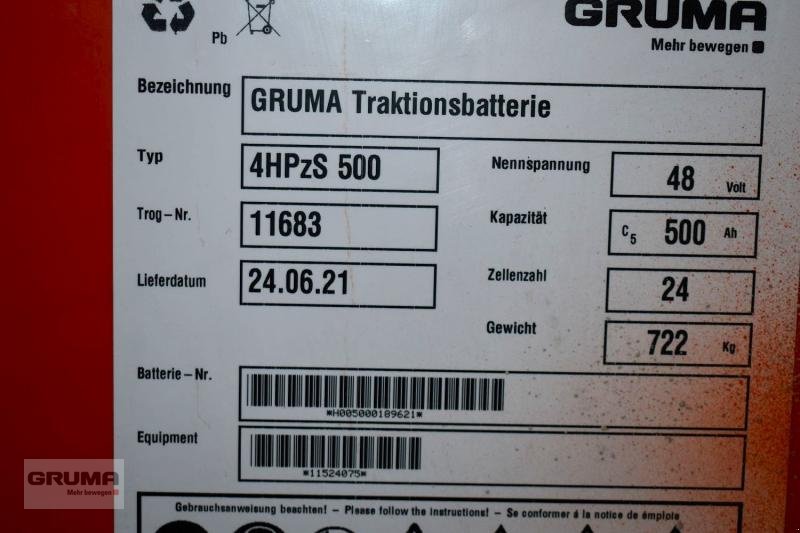 Pb
GRUMA
Mehr bewegen
Bezeichnung GRUMA Traktionsbatterie
Typ 4HPzS 500 Nennspannung 48 Volt
Trog-Nr. 11683 Kapazität C5 500 Ah
Lieferdatum 24.06.21 Zellenzahl 24
Gewicht 722 Kg
Batterie-Nr. *H005000189621*
Equipment *11524075*
GRUMA
Mehr bewegen
Gebrauchsanweisung beachten! - Please follow the instructions! - Se conformer á la notice de émploie